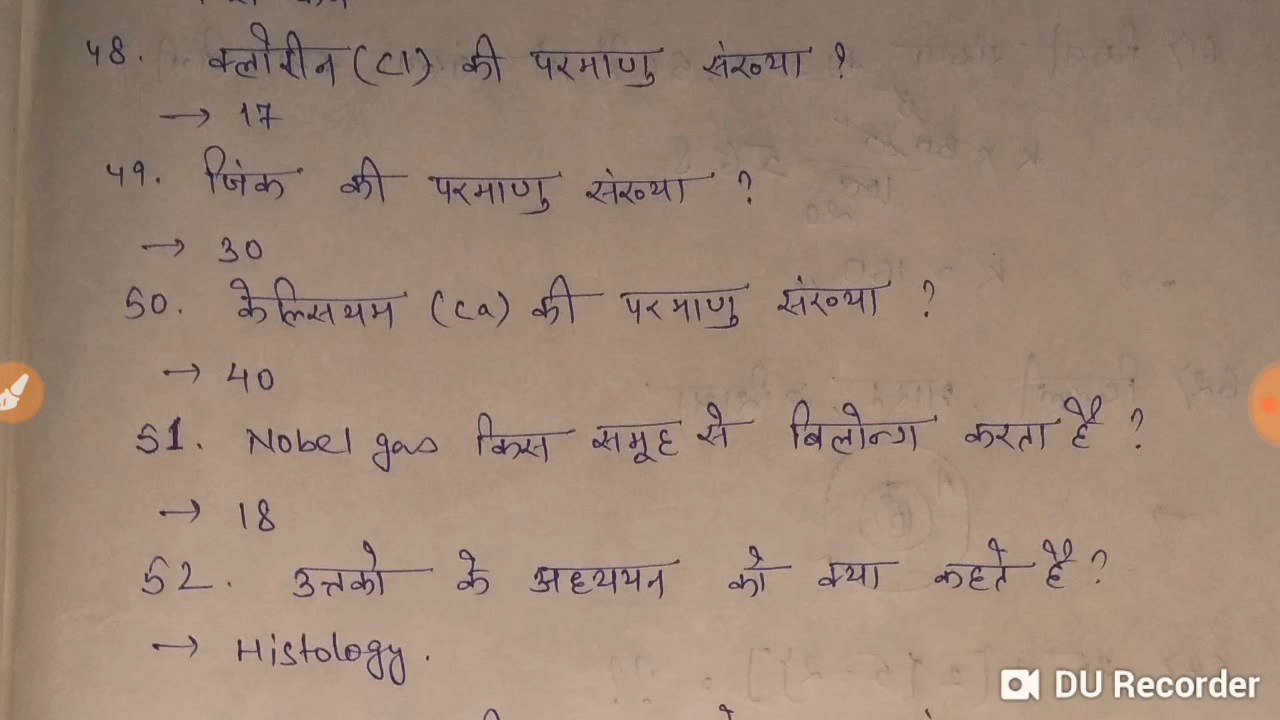 48. क्लोरीन (Cl) की परमाणु संख्या ?
→ 17
49. जिंक की परमाणु संख्या ?
→ 30
50. केल्सियम (Ca) की परमाणु संख्या ?
→ 40
51. Nobel gas किस समूह से बिलोन्ग करता है ?
→ 18
52. उत्तको के अध्ययन को क्या कहते है ?
→ Histology.
DU Recorder